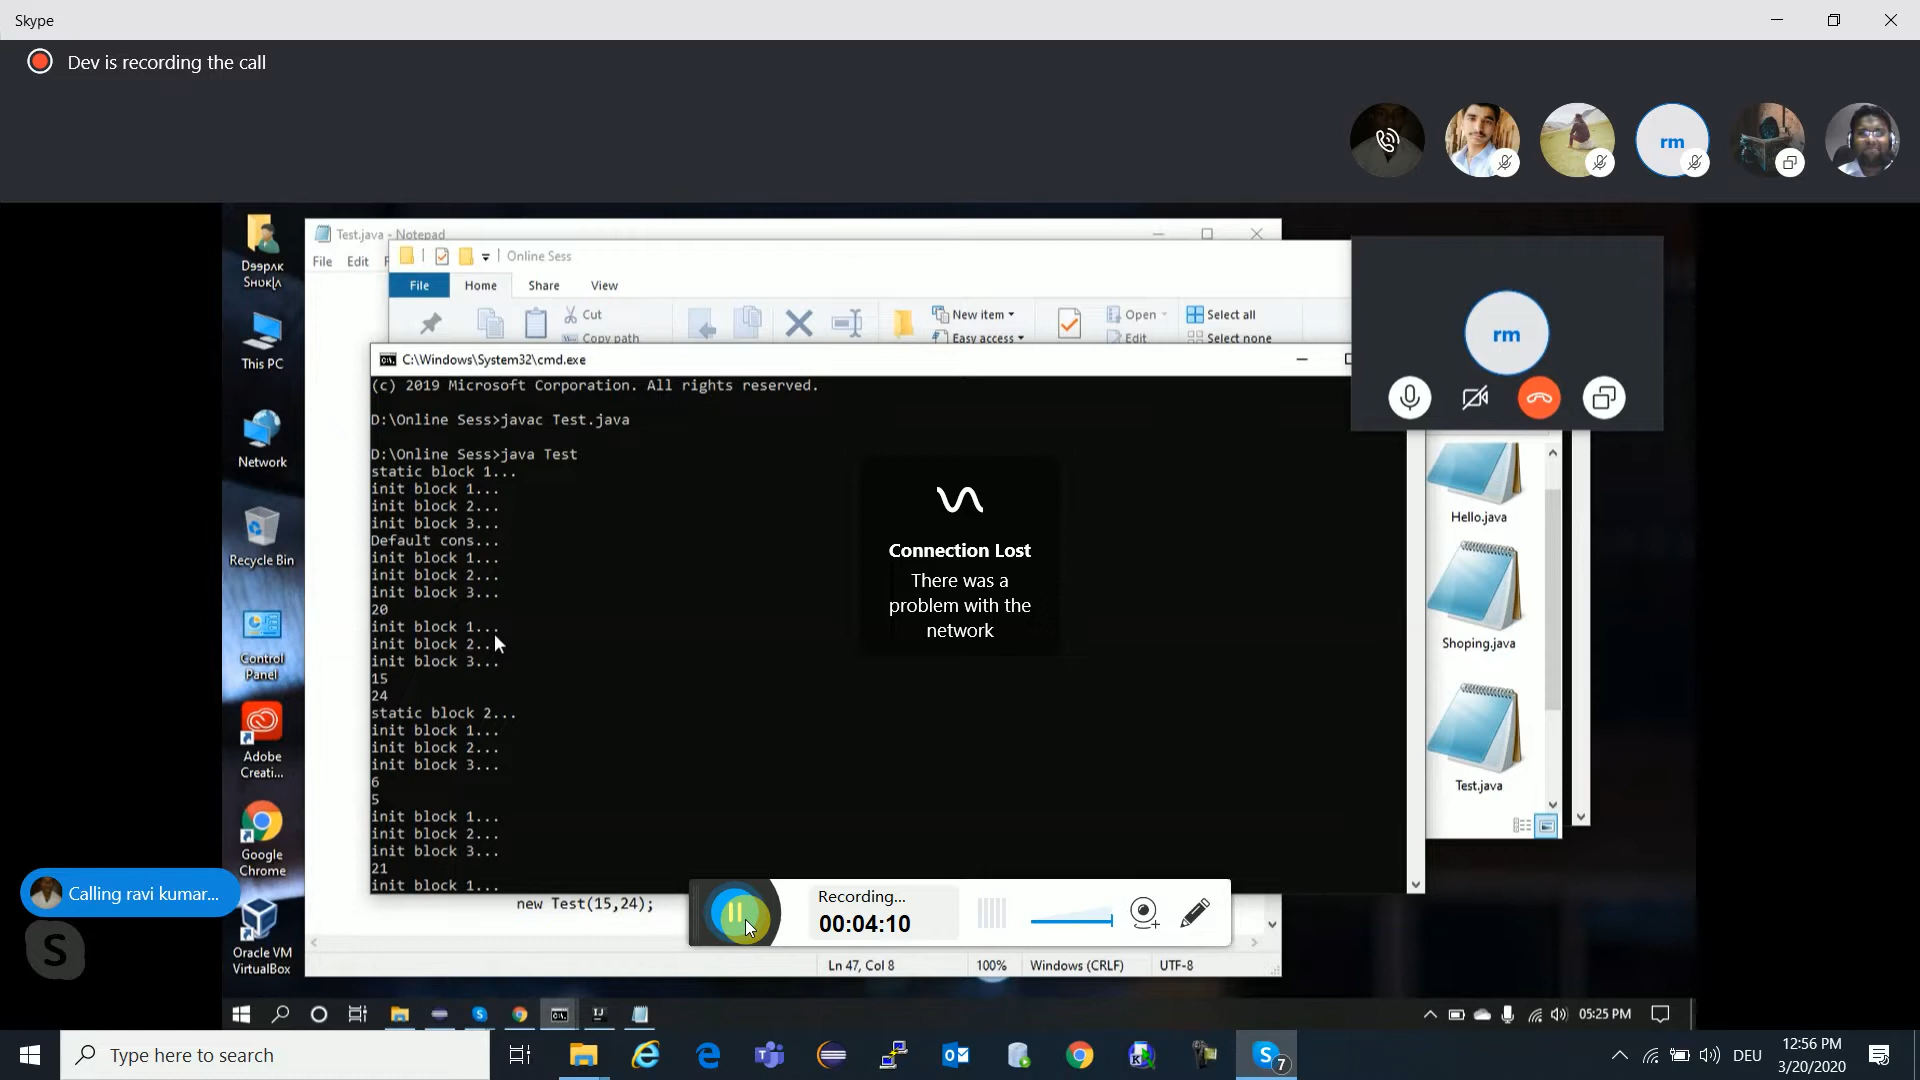 Skype
Dev is recording the call
rm
Test.java - Notepad
File Edit
Online Sess
File Home Share View
Cut
Copy path
New item
Easy access
Open
Edit
Select all
Select none
rm
C:\Windows\System32\cmd.exe
(c) 2019 Microsoft Corporation. All rights reserved.
D:\Online Sess>javac Test.java
D:\Online Sess>java Test
static block 1...
init block 1...
init block 2...
init block 3...
Default cons...
init block 1...
init block 2...
init block 3...
20
init block 1...
init block 2...
init block 3...
15
24
static block 2...
init block 1...
init block 2...
init block 3...
6
5
init block 1...
init block 2...
init block 3...
21
init block 1...
Connection Lost
There was a
problem with the
network
This PC
Network
Recycle Bin
Control
Panel
Adobe
Creati...
Google
Chrome
Oracle VM
VirtualBox
Hello.java
Shoping.java
Test.java
Calling ravi kumar...
new Test(15,24);
Recording...
00:04:10
Ln 47, Col 8 100% Windows (CRLF) UTF-8
05:25 PM
Type here to search
7
DEU
12:56 PM
3/20/2020